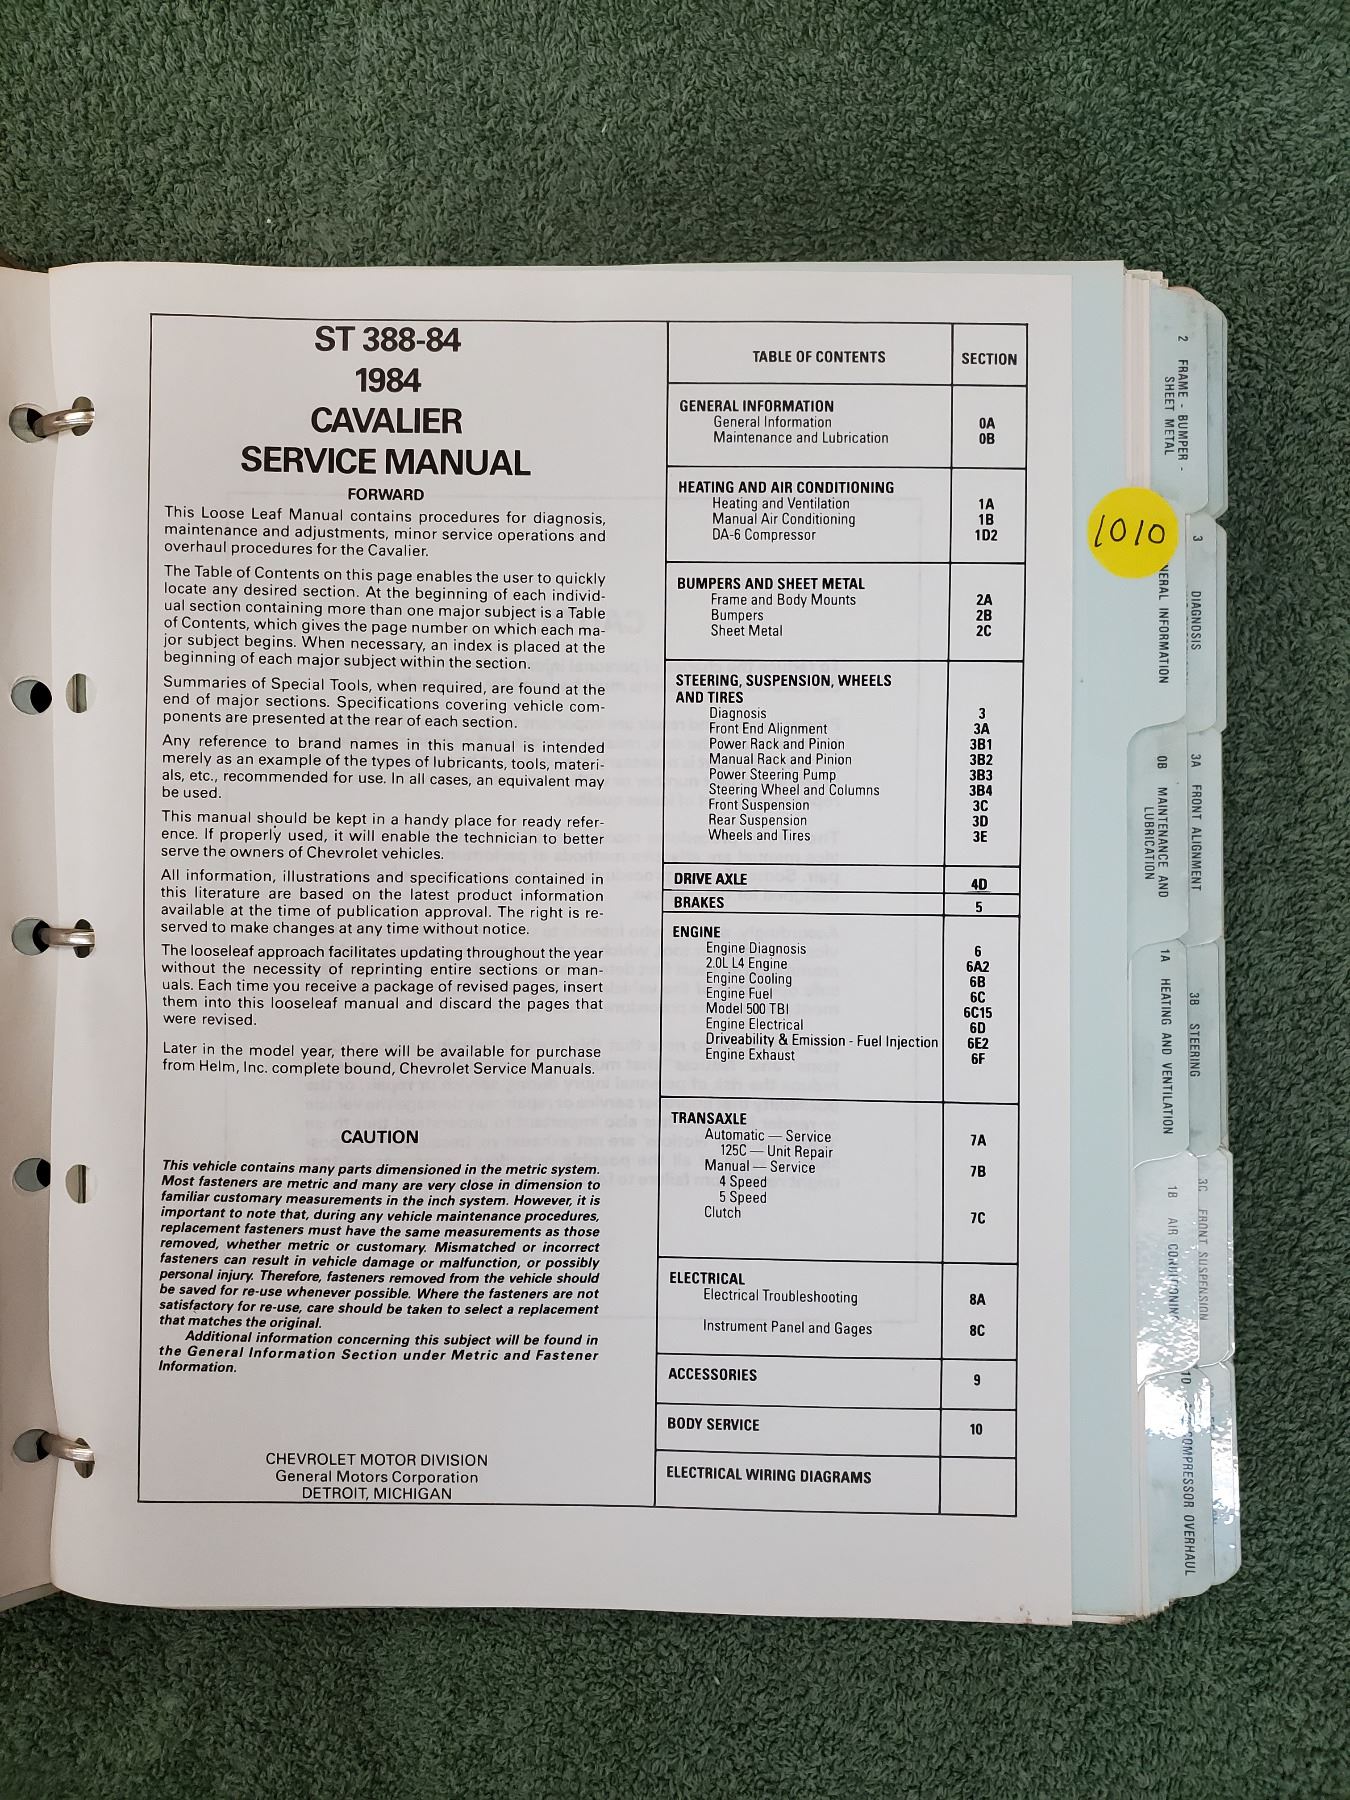 ST 388-84
1984
CAVALIER
SERVICE MANUAL
FORWARD
This Loose Leaf Manual contains procedures for diagnosis,
maintenance and adjustments, minor service operations and
overhaul procedures for the Cavalier.
The Table of Contents on this page enables the user to quickly
locate any desired section. At the beginning of each individ-
ual section containing more than one major subject is a Table
of Contents, which gives the page number on which each ma-
jor subject begins. When necessary, an index is placed at the
beginning of each major subject within the section.
Summaries of Special Tools, when required, are found at the
end of major sections. Specifications covering vehicle com-
ponents are presented at the rear of each section.
Any reference to brand names in this manual is intended
merely as an example of the types of lubricants, tools, materi-
als, etc., recommended for use. In all cases, an equivalent may
be used.
This manual should be kept in a handy place for ready refer-
ence. If properly used, it will enable the technician to better
serve the owners of Chevrolet vehicles.
All information, illustrations and specifications contained in
this literature are based on the latest product information
available at the time of publication approval. The right is re-
served to make changes at any time without notice.
The looseleaf approach facilitates updating throughout the year
without the necessity of reprinting entire sections or man-
uals. Each time you receive a package of revised pages, insert
them into this looseleaf manual and discard the pages that
were revised.
Later in the model year, there will be available for purchase
from Helm, Inc. complete bound, Chevrolet Service Manuals.
CAUTION
This vehicle contains many parts dimensioned in the metric system.
Most fasteners are metric and many are very close in dimension to
familiar customary measurements in the inch system. However, it is
important to note that, during any vehicle maintenance procedures,
replacement fasteners must have the same measurements as those
removed, whether metric or customary. Mismatched or incorrect
fasteners can result in vehicle damage or malfunction, or possibly
personal injury. Therefore, fasteners removed from the vehicle should
be saved for re-use whenever possible. Where the fasteners are not
satisfactory for re-use, care should be taken to select a replacement
that matches the original.
Additional information concerning this subject will be found in
the General Information Section under Metric and Fastener
Information.
CHEVROLET MOTOR DIVISION
General Motors Corporation
DETROIT, MICHIGAN
TABLE OF CONTENTS SECTION
GENERAL INFORMATION
General Information 0A
Maintenance and Lubrication 0B
HEATING AND AIR CONDITIONING
Heating and Ventilation 1A
Manual Air Conditioning 1B
DA-6 Compressor 1D2
BUMPERS AND SHEET METAL
Frame and Body Mounts 2A
Bumpers 2B
Sheet Metal 2C
STEERING, SUSPENSION, WHEELS
AND TIRES
Diagnosis 3
Front End Alignment 3A
Power Rack and Pinion 3B1
Manual Rack and Pinion 3B2
Power Steering Pump 3B3
Steering Wheel and Columns 3B4
Front Suspension 3C
Rear Suspension 3D
Wheels and Tires 3E
DRIVE AXLE 4D
BRAKES 5
ENGINE
Engine Diagnosis 6
2.0L L4 Engine 6A2
Engine Cooling 6B
Engine Fuel 6C
Model 500 TBI 6C15
Engine Electrical 6D
Driveability & Emission - Fuel Injection 6E2
Engine Exhaust 6F
TRANSAXLE
Automatic — Service 7A
125C — Unit Repair
Manual — Service 7B
4 Speed
5 Speed
Clutch 7C
ELECTRICAL
Electrical Troubleshooting 8A
Instrument Panel and Gages 8C
ACCESSORIES 9
BODY SERVICE 10
ELECTRICAL WIRING DIAGRAMS
1010
2 FRAME - BUMPER -
SHEET METAL
INFORMATION
3 DIAGNOSIS
0B MAINTENANCE AND
LUBRICATION
3A FRONT ALIGNMENT
1A HEATING AND VENTILATION
3B STEERING
1B AIR CONDITIONING
3C FRONT SUSPENSION
COMPRESSOR OVERHAUL